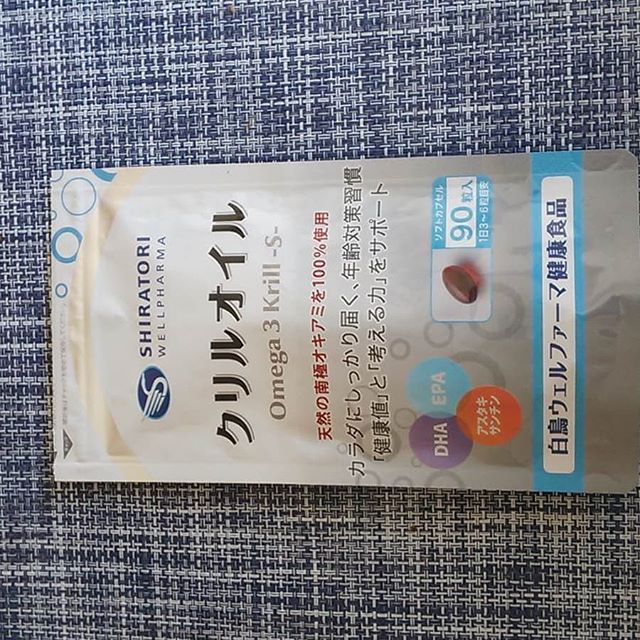 SHIRATORI
WELLPHARMA
クリルオイル
Omega 3 Krill -S-
天然の南極オキアミを100%使用
カラダにしっかり届く、年齢対策習慣
「健康値」と「考える力」をサポート
DHA
EPA
アスタキ
サンチン
ソフトカプセル
90粒入
1日3~6粒目安
白鳥ウェルファーマ健康食品